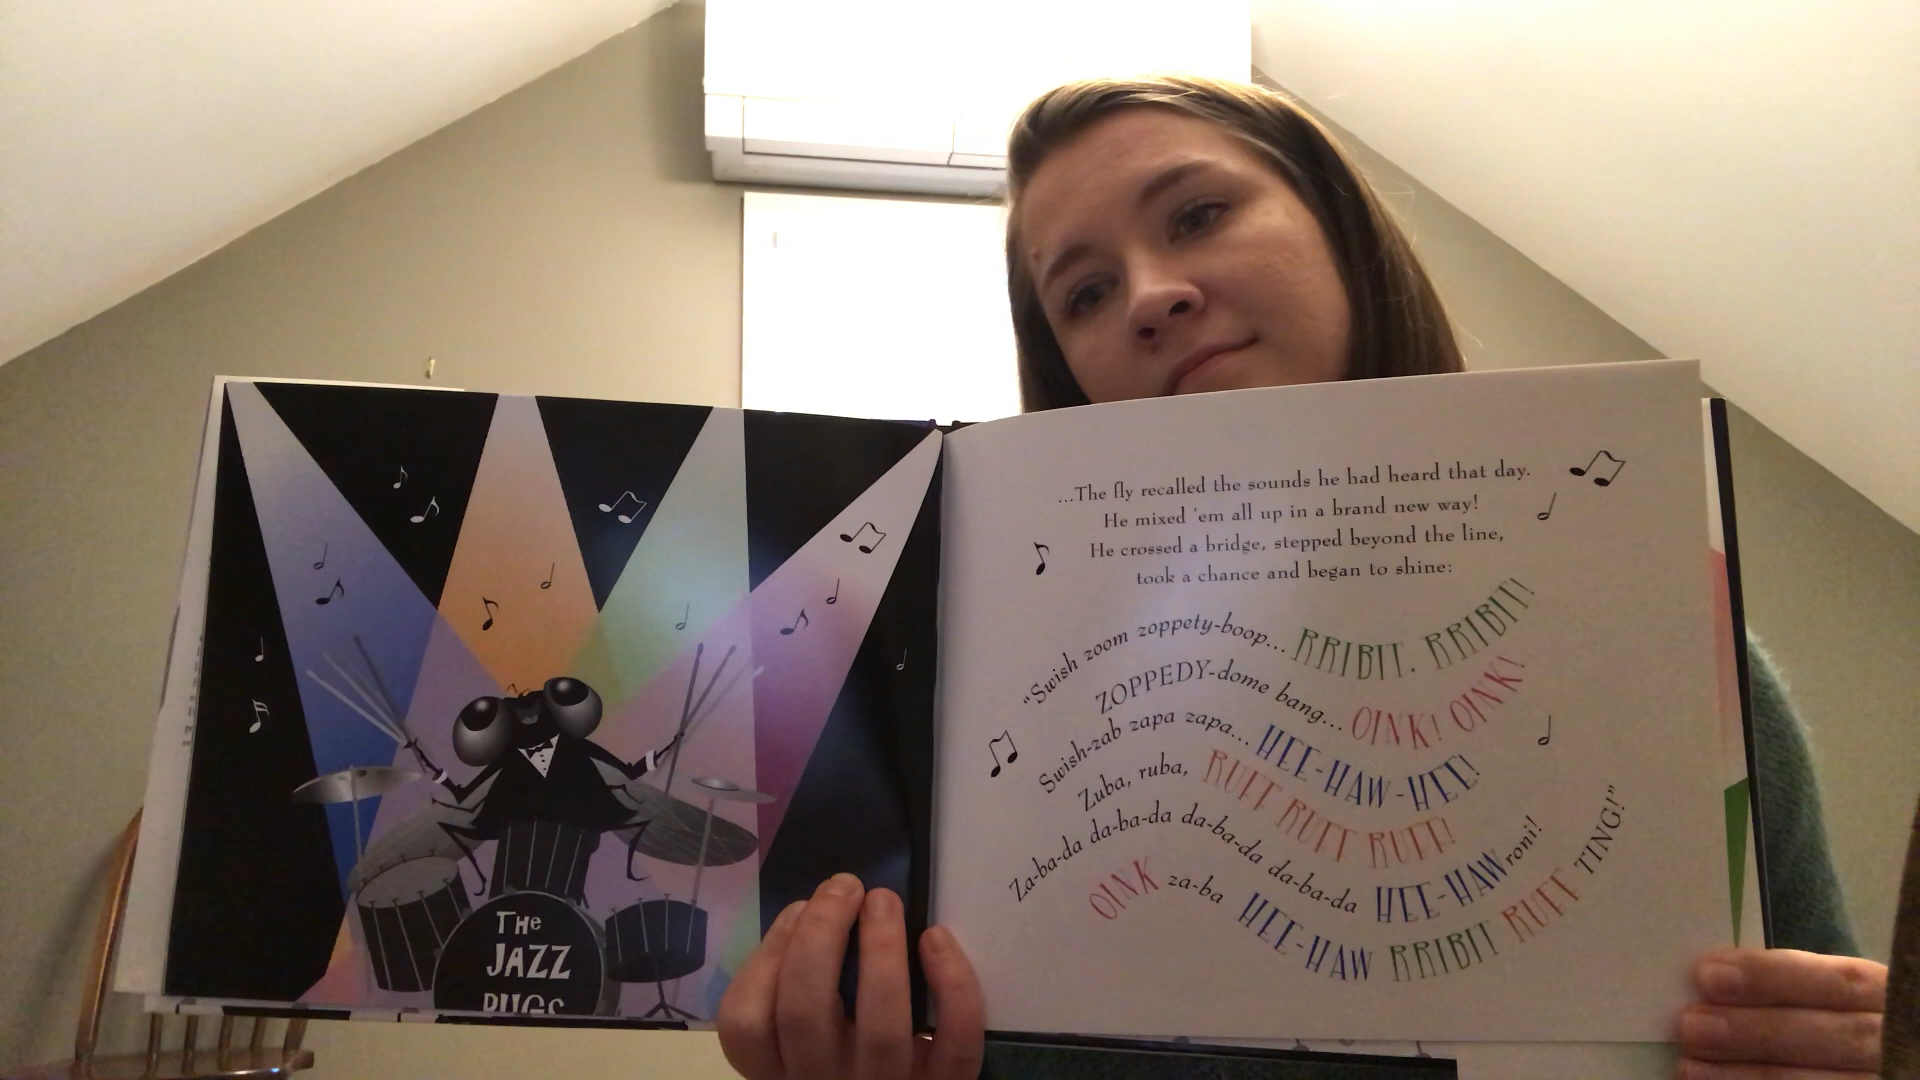 THe
JAZZ
BUGS
...The fly recalled the sounds he had heard that day.
He mixed 'em all up in a brand new way!
He crossed a bridge, stepped beyond the line,
took a chance and began to shine:
"Swish zoom zoppety-boop... RRIBIT. RRIBIT!
ZOPPEDY-dome bang... OINK! OINK!
Swish-zab zapa zapa... HEE-HAW-HEE!
Zuba, ruba, RUFF RUFF RUFF!
Za-ba-da da-ba-da da-ba-da da-ba-da HEE-HAWroni!
OINK za-ba HEE-HAW RRIBIT RUFF TING!"